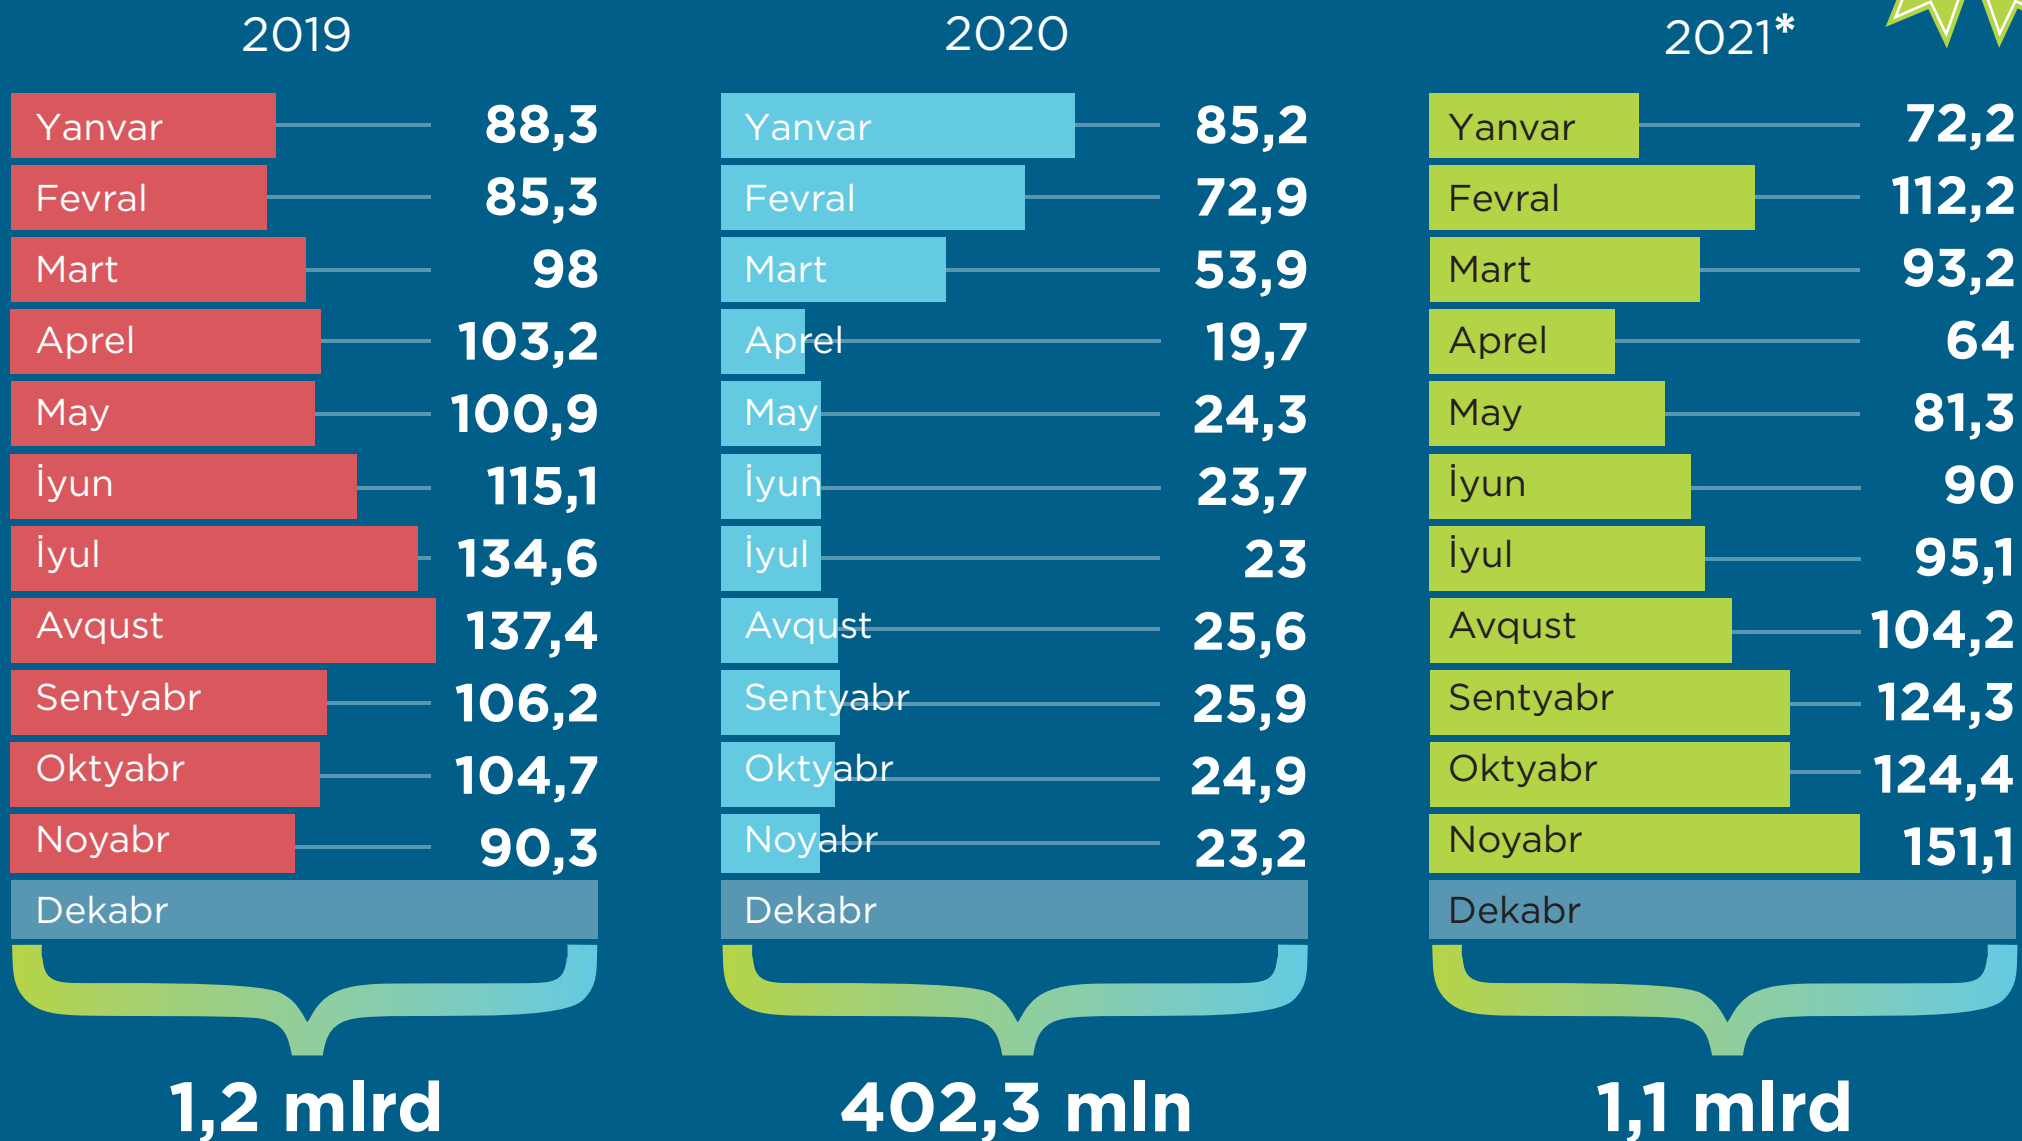 2019
Yanvar 88,3
Fevral 85,3
Mart 98
Aprel 103,2
May 100,9
İyun 115,1
İyul 134,6
Avqust 137,4
Sentyabr 106,2
Oktyabr 104,7
Noyabr 90,3
Dekabr
1,2 mlrd
2020
Yanvar 85,2
Fevral 72,9
Mart 53,9
Aprel 19,7
May 24,3
İyun 23,7
İyul 23
Avqust 25,6
Sentyabr 25,9
Oktyabr 24,9
Noyabr 23,2
Dekabr
402,3 mln
2021*
Yanvar 72,2
Fevral 112,2
Mart 93,2
Aprel 64
May 81,3
İyun 90
İyul 95,1
Avqust 104,2
Sentyabr 124,3
Oktyabr 124,4
Noyabr 151,1
Dekabr
1,1 mlrd